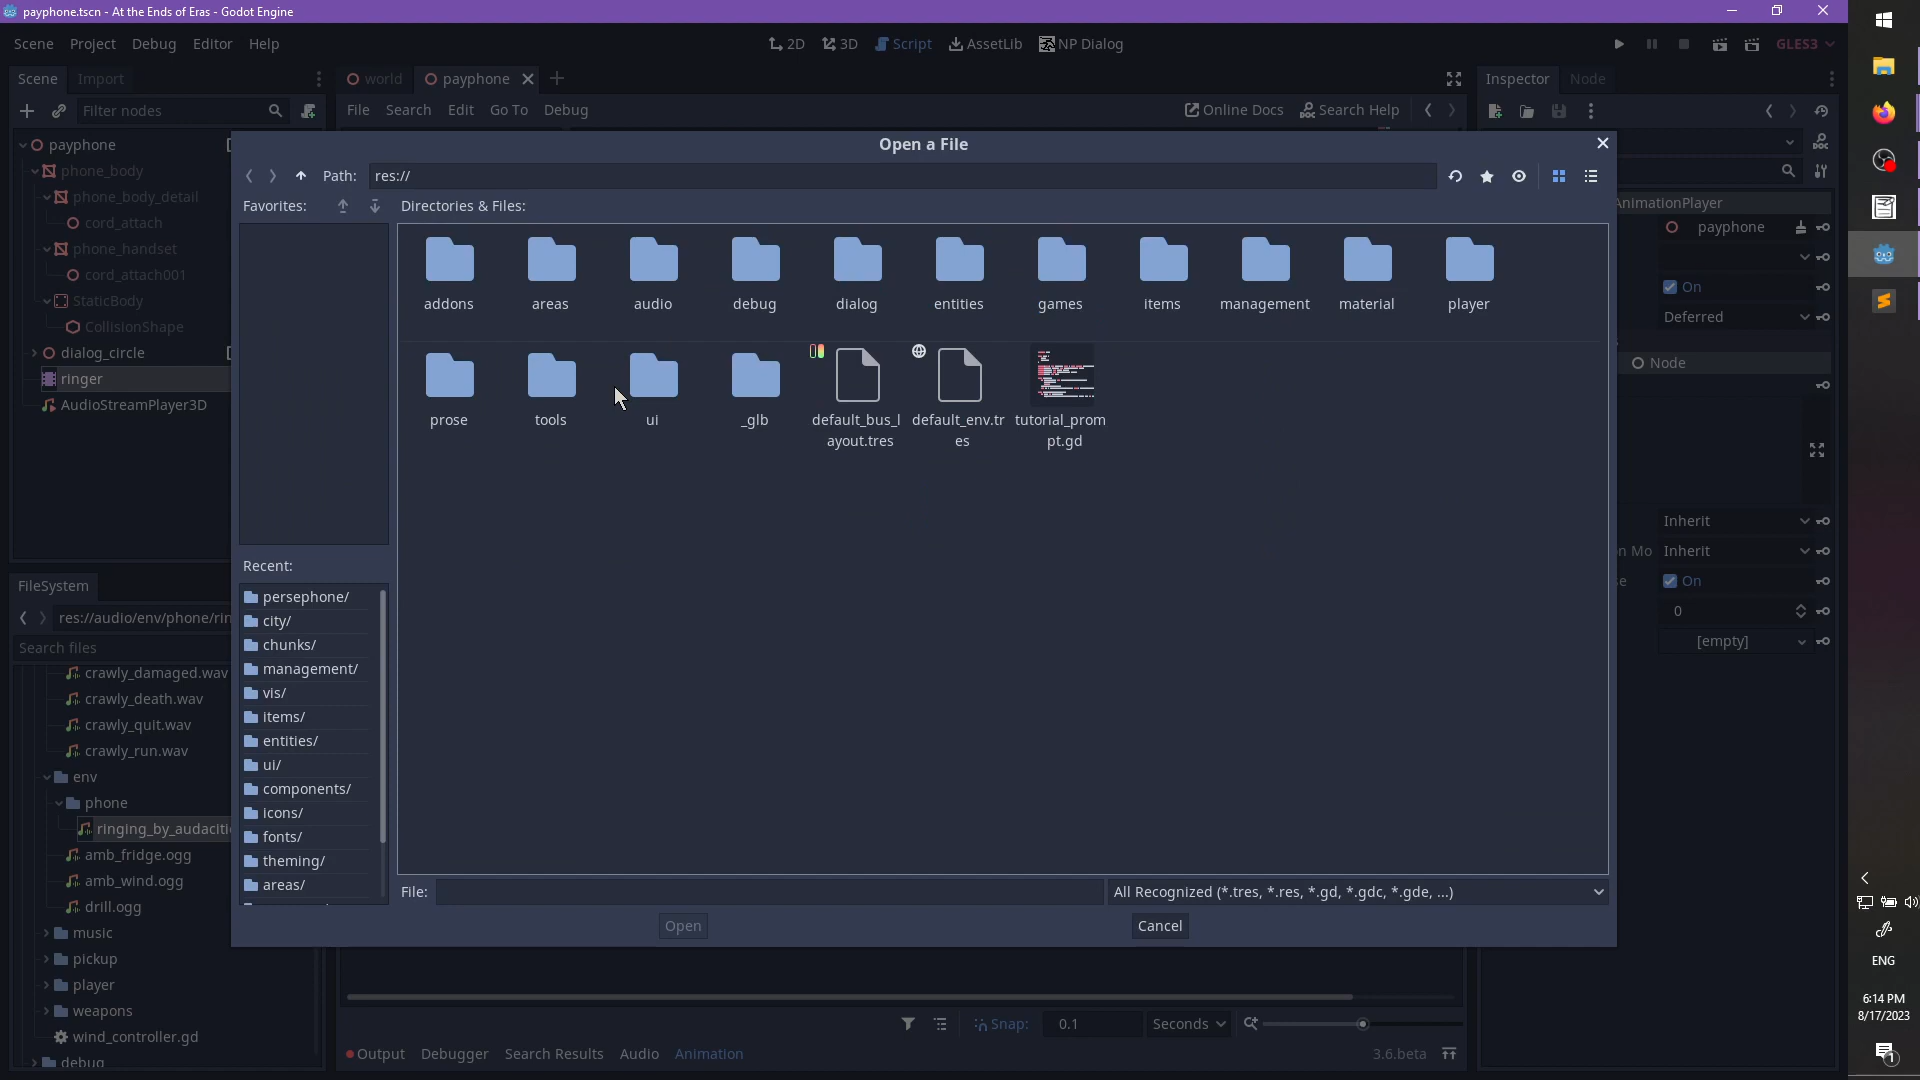 payphone.tscn - At the Ends of Eras - Godot Engine
Scene Project Debug Editor Help
2D 3D Script AssetLib NP Dialog
GLES3
Scene Import
world payphone
Inspector Node
Filter nodes
File Search Edit Go To Debug
Online Docs Search Help
payphone
phone_body
phone_body_detail
cord_attach
phone_handset
cord_attach001
StaticBody
CollisionShape
dialog_circle
ringer
AudioStreamPlayer3D
Open a File
Path: res://
Favorites:
Directories & Files:
addons areas audio debug dialog entities games items management material player
prose tools ui _glb default_bus_l default_env.tr tutorial_prom
ayout.tres es pt.gd
Recent:
persephone/
city/
chunks/
management/
vis/
items/
entities/
ui/
components/
icons/
fonts/
theming/
areas/
File: All Recognized (*.tres, *.res, *.gd, *.gdc, *.gde, ...)
Open Cancel
AnimationPlayer
payphone
On
Deferred
Node
Inherit
n Mo Inherit
e On
0
[empty]
FileSystem
res://audio/env/phone/rin
Search files
crawly_damaged.wav
crawly_death.wav
crawly_quit.wav
crawly_run.wav
env
phone
ringing_by_audaciti
amb_fridge.ogg
amb_wind.ogg
drill.ogg
music
pickup
player
weapons
wind_controller.gd
debug
Snap: 0.1 Seconds
Output Debugger Search Results Audio Animation
3.6.beta
ENG
6:14 PM
8/17/2023
1